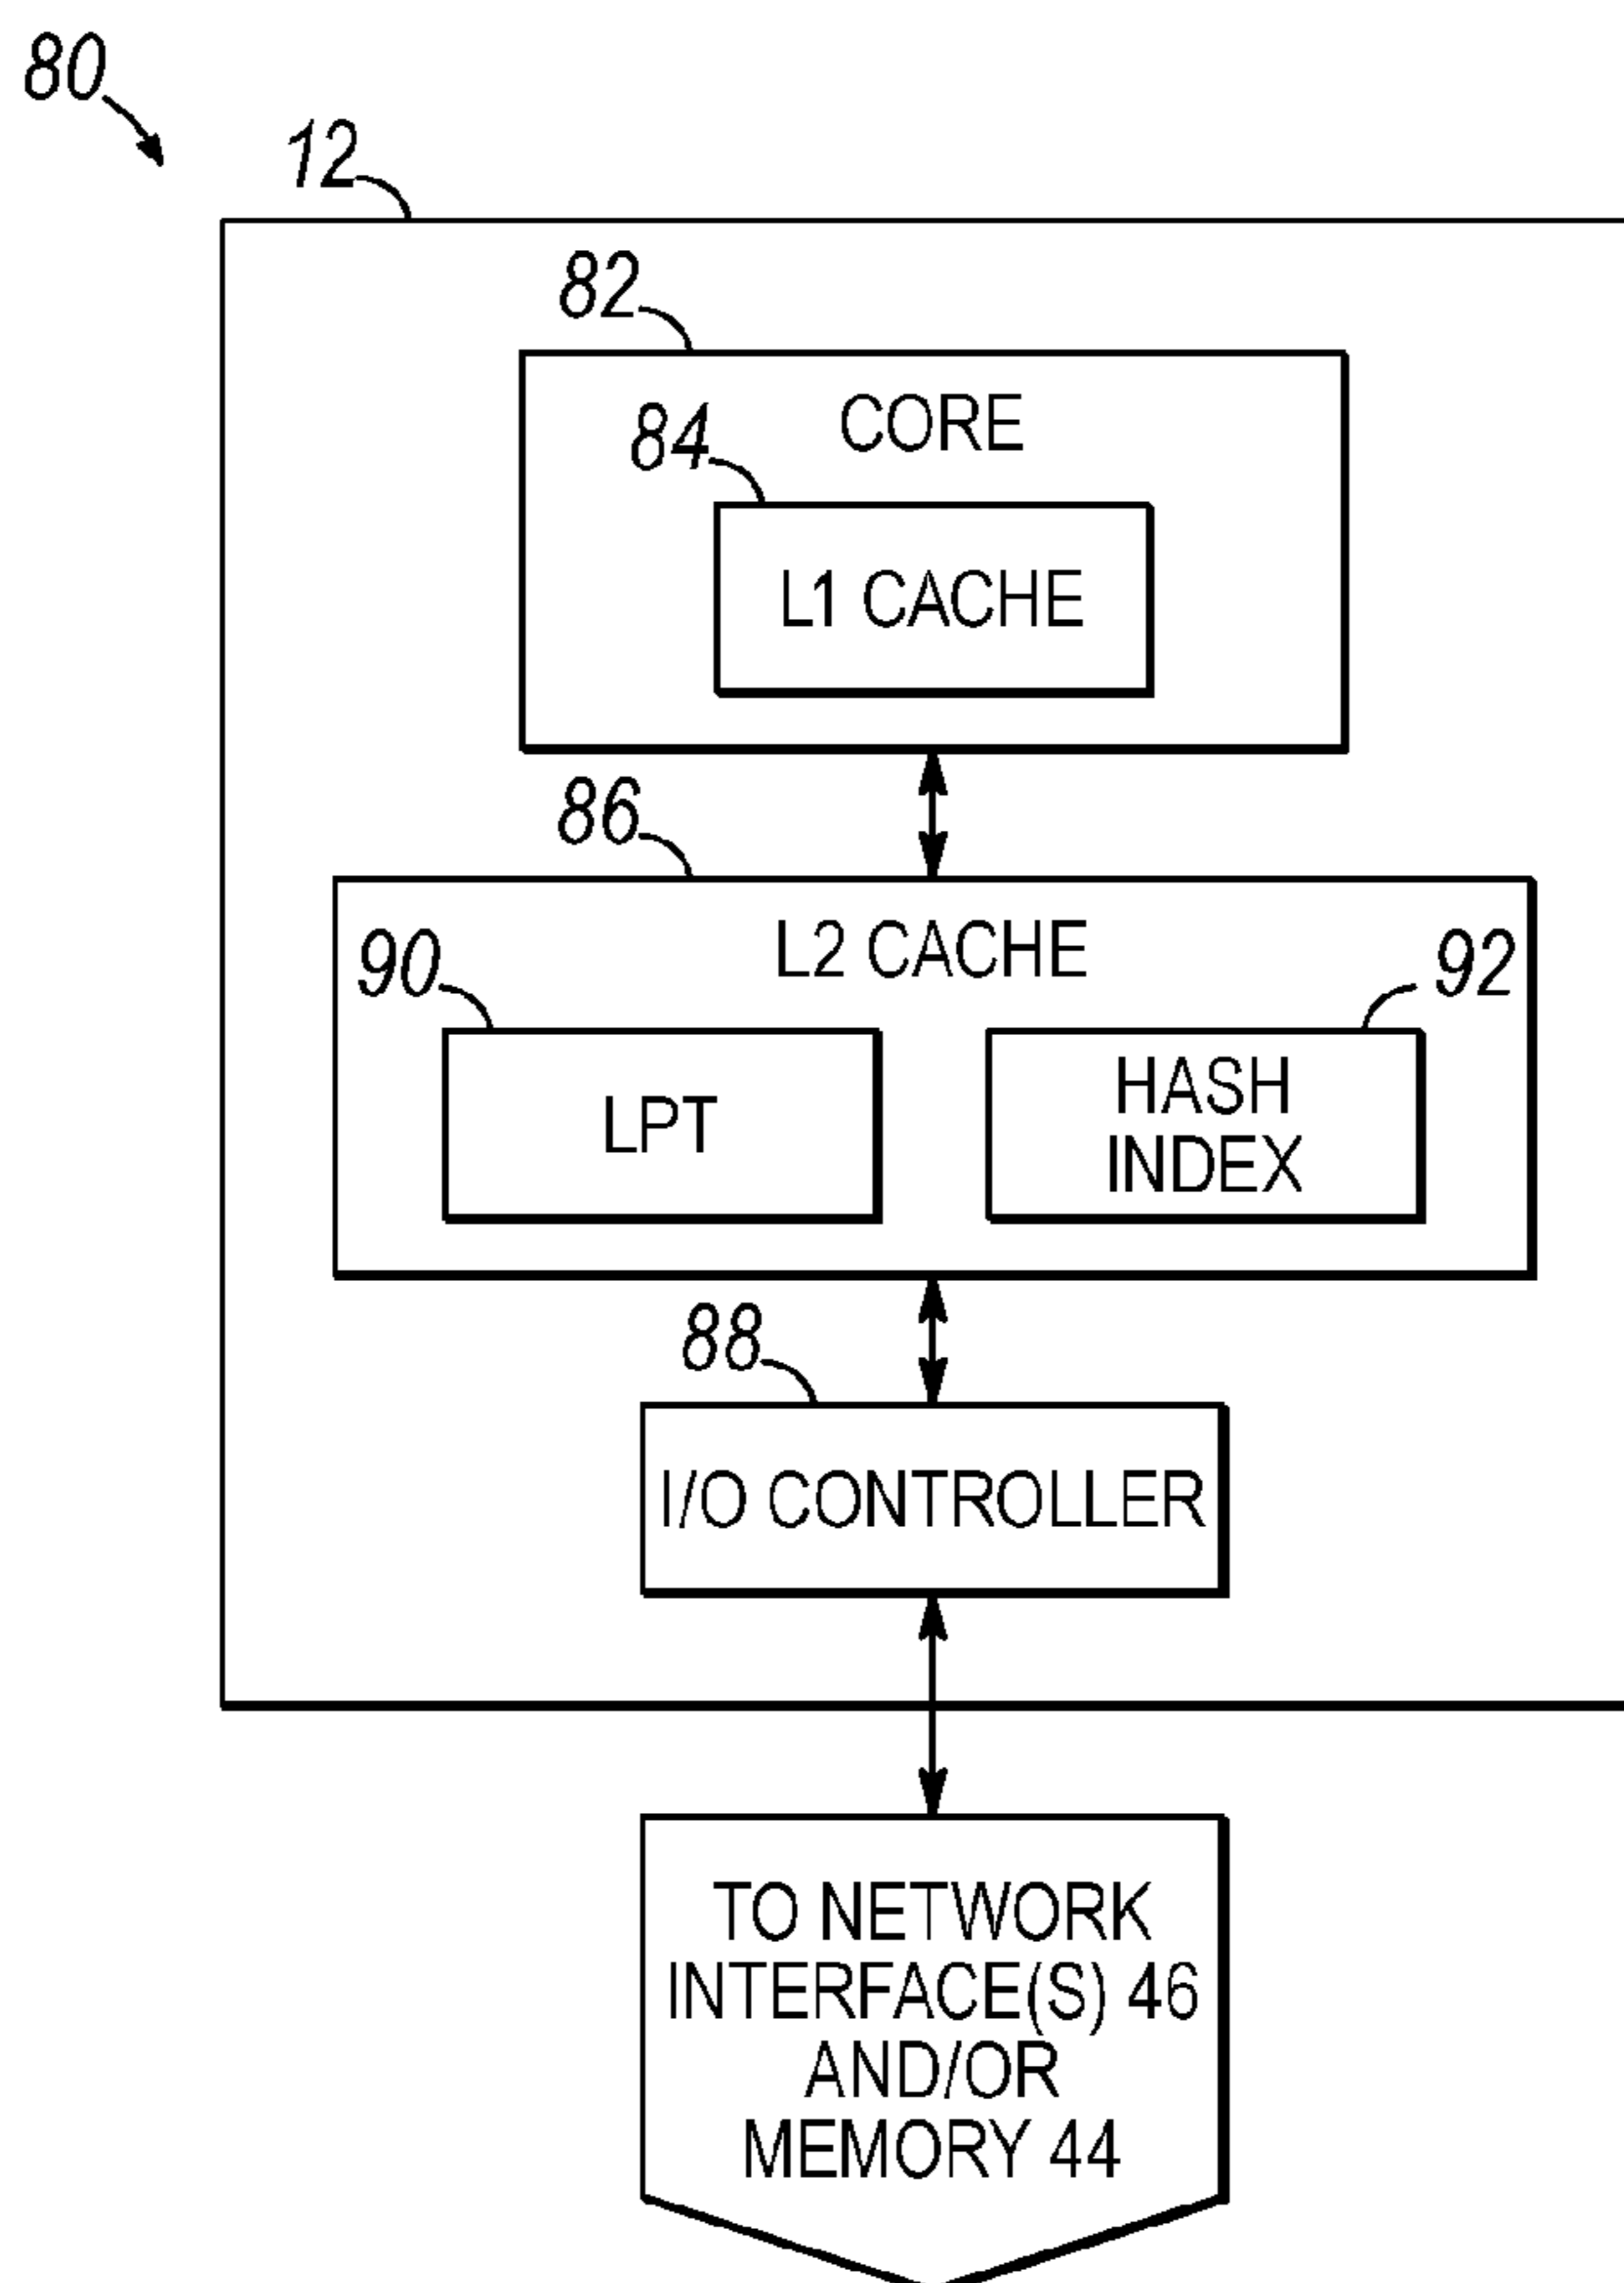 80
12
82
CORE
84
L1 CACHE
86
L2 CACHE
90
92
LPT
HASH
INDEX
88
I/O CONTROLLER
TO NETWORK
INTERFACE(S) 46
AND/OR
MEMORY 44